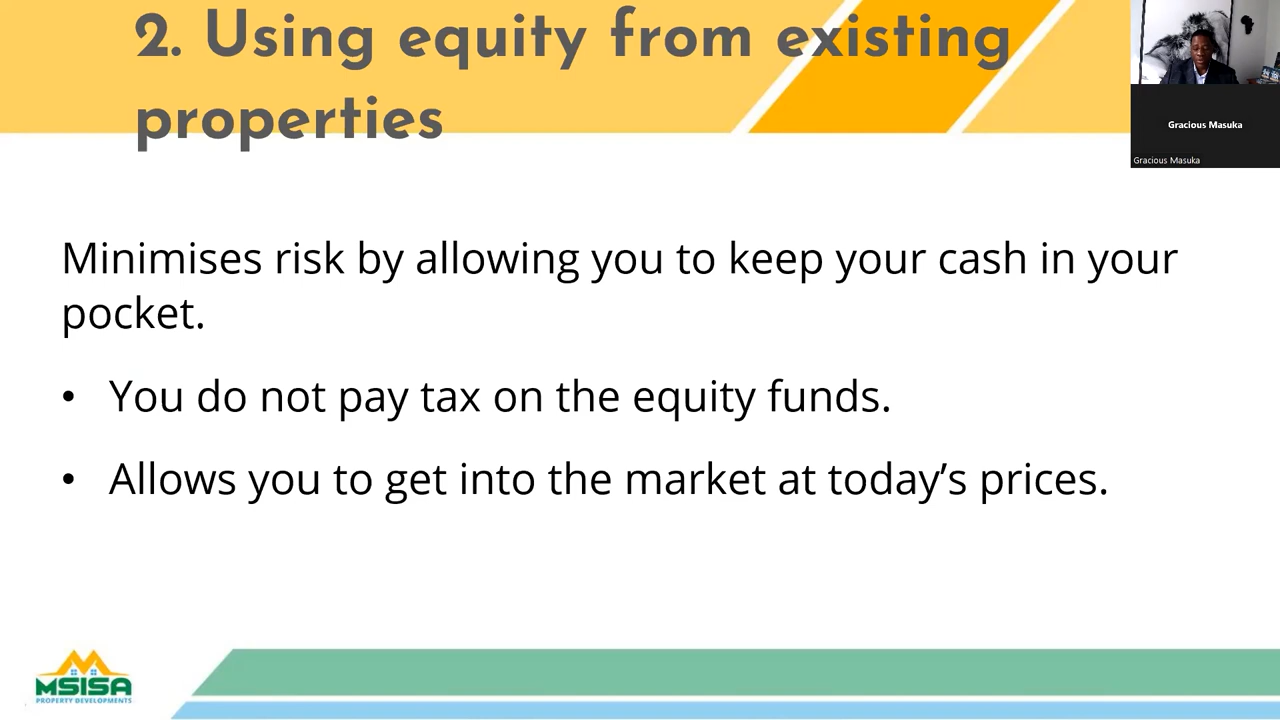 2. Using equity from existing
properties
Gracious Masuka
Gracious Masuka
Minimises risk by allowing you to keep your cash in your
pocket.
• You do not pay tax on the equity funds.
• Allows you to get into the market at today’s prices.
MSISA
PROPERTY DEVELOPMENTS